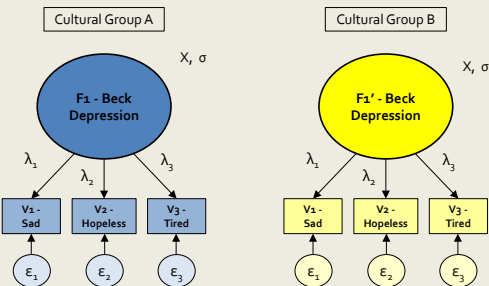 Cultural Group A
X, σ
F1 - Beck
Depression
λ1
λ2
λ3
V1 -
Sad
V2 -
Hopeless
V3 -
Tired
ε1
ε2
ε3
Cultural Group B
X, σ
F1' - Beck
Depression
λ1
λ2
λ3
V1 -
Sad
V2 -
Hopeless
V3 -
Tired
ε1
ε2
ε3